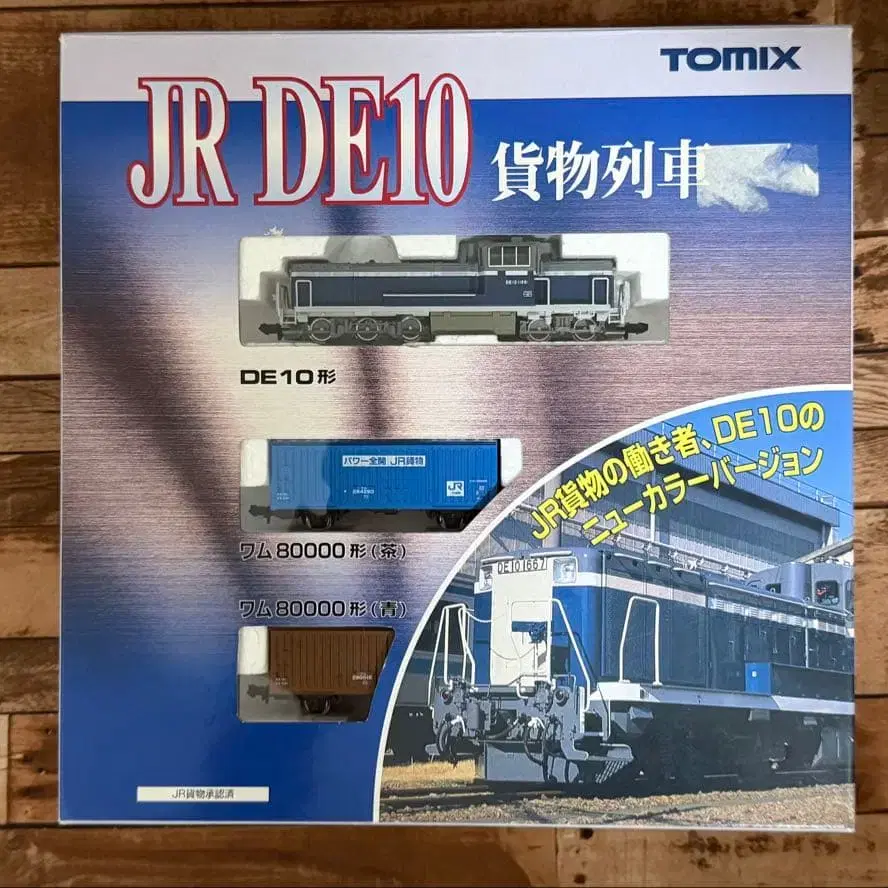 TOMIX
JR DE10 貨物列車
DE10形
パワー全開 JR貨物
JR
ワム80000形(茶)
ワム80000形(青)
JR貨物の働き者、DE10の
ニューカラーバージョン
DE10 1667
JR貨物承認済